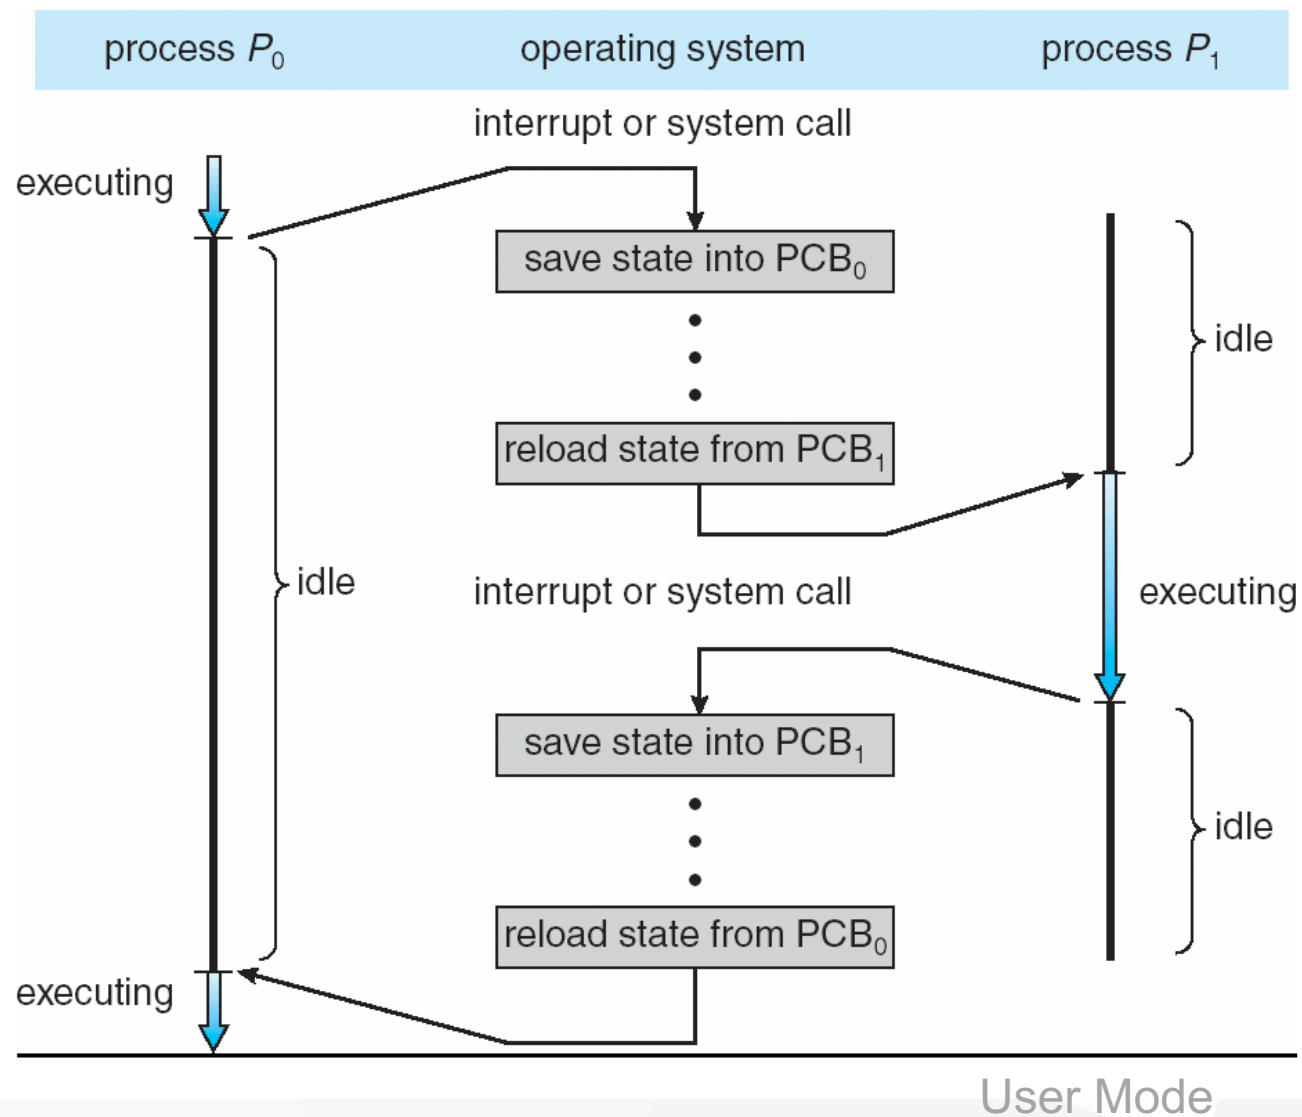 process P₀ operating system process P₁
interrupt or system call
executing
save state into PCB₀
idle
reload state from PCB₁
idle
interrupt or system call
executing
save state into PCB₁
idle
reload state from PCB₀
executing
User Mode